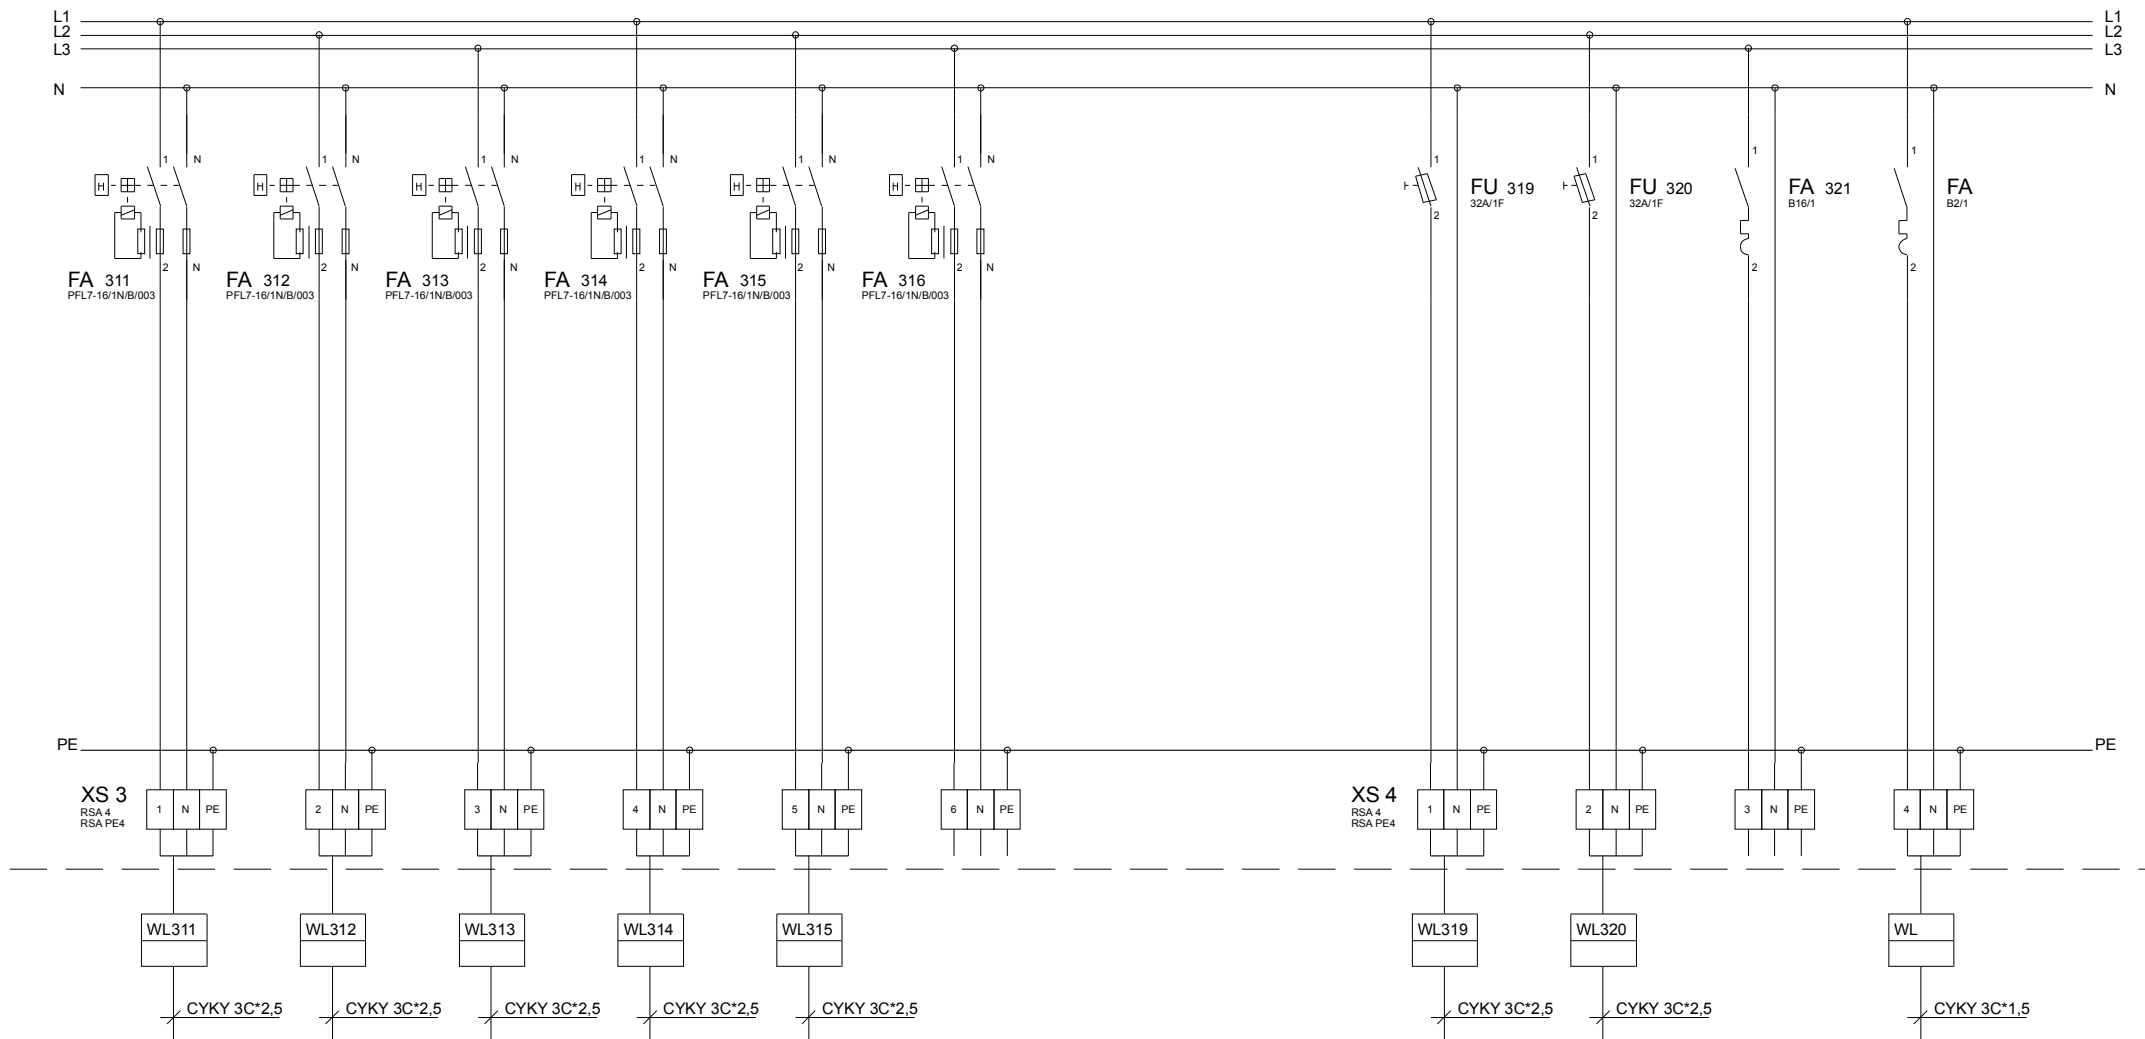 L1 L1
L2 L2
L3 L3
N N
1 N 1 N 1 N 1 N 1 N 1 N 1 1 1 1
H H H H H H FU 319 FU 320 FA 321 FA
32A/1F 32A/1F B16/1 B2/1
2 2
2 N 2 N 2 N 2 N 2 N 2 N 2 2
FA 311 FA 312 FA 313 FA 314 FA 315 FA 316
PFL7-16/1N/B/003 PFL7-16/1N/B/003 PFL7-16/1N/B/003 PFL7-16/1N/B/003 PFL7-16/1N/B/003 PFL7-16/1N/B/003
PE PE
XS 3 XS 4
RSA 4 1 N PE 2 N PE 3 N PE 4 N PE 5 N PE 6 N PE RSA 4 1 N PE 2 N PE 3 N PE 4 N PE
RSA PE4 RSA PE4
WL311 WL312 WL313 WL314 WL315 WL319 WL320 WL
CYKY 3C*2,5 CYKY 3C*2,5 CYKY 3C*2,5 CYKY 3C*2,5 CYKY 3C*2,5 CYKY 3C*2,5 CYKY 3C*2,5 CYKY 3C*1,5